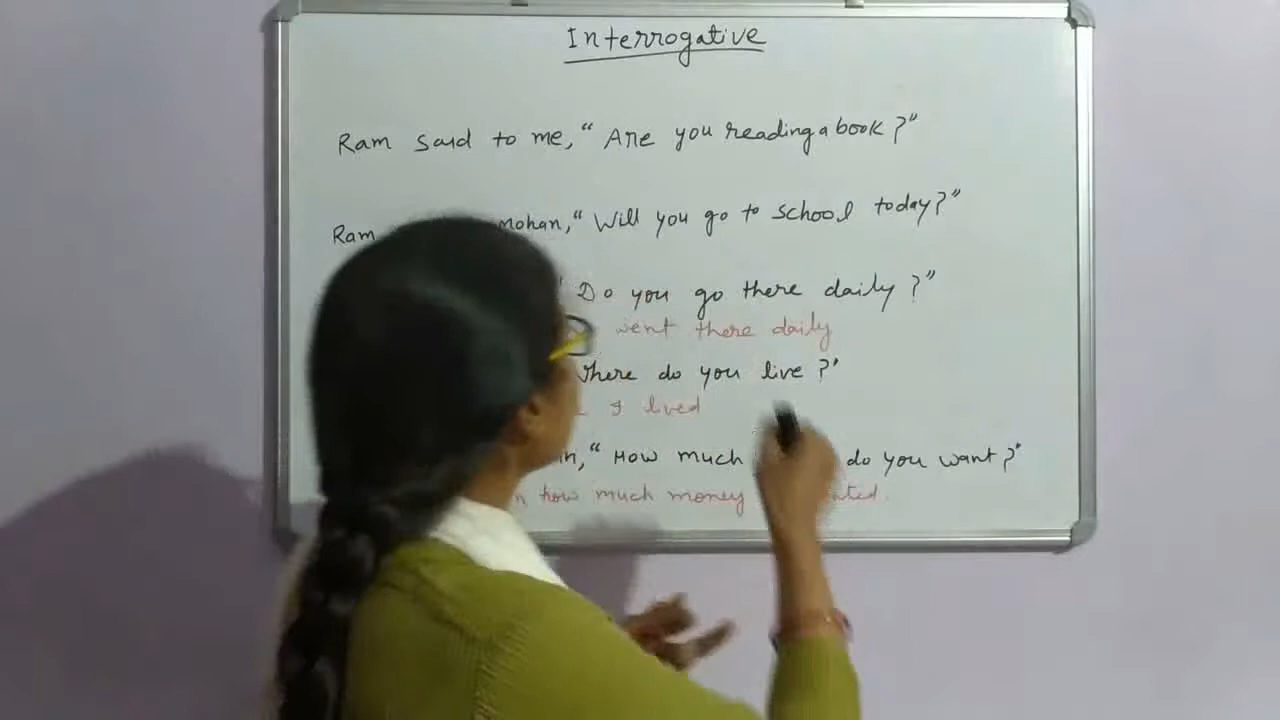 Interrogative
Ram said to me, “Are you reading a book?”
Ram mohan, “Will you go to school today?”
Do you go there daily?”
went there daily
do you live?”
I lived
“How much do you want?”
how much money